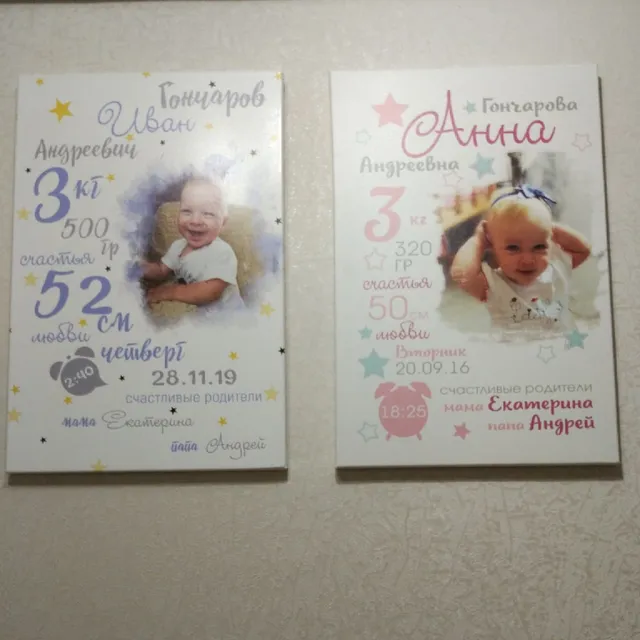 Гончаров
Иван
Андреевич
3 кг
500
гр
счастья
52
см
любви
четверг
2:40
28.11.19
счастливые родители
мама Екатерина
папа Андрей
Гончарова
Анна
Андреевна
3 кг
320
гр
счастья
50 см
любви
Вторник
20.09.16
18:25
счастливые родители
мама Екатерина
папа Андрей